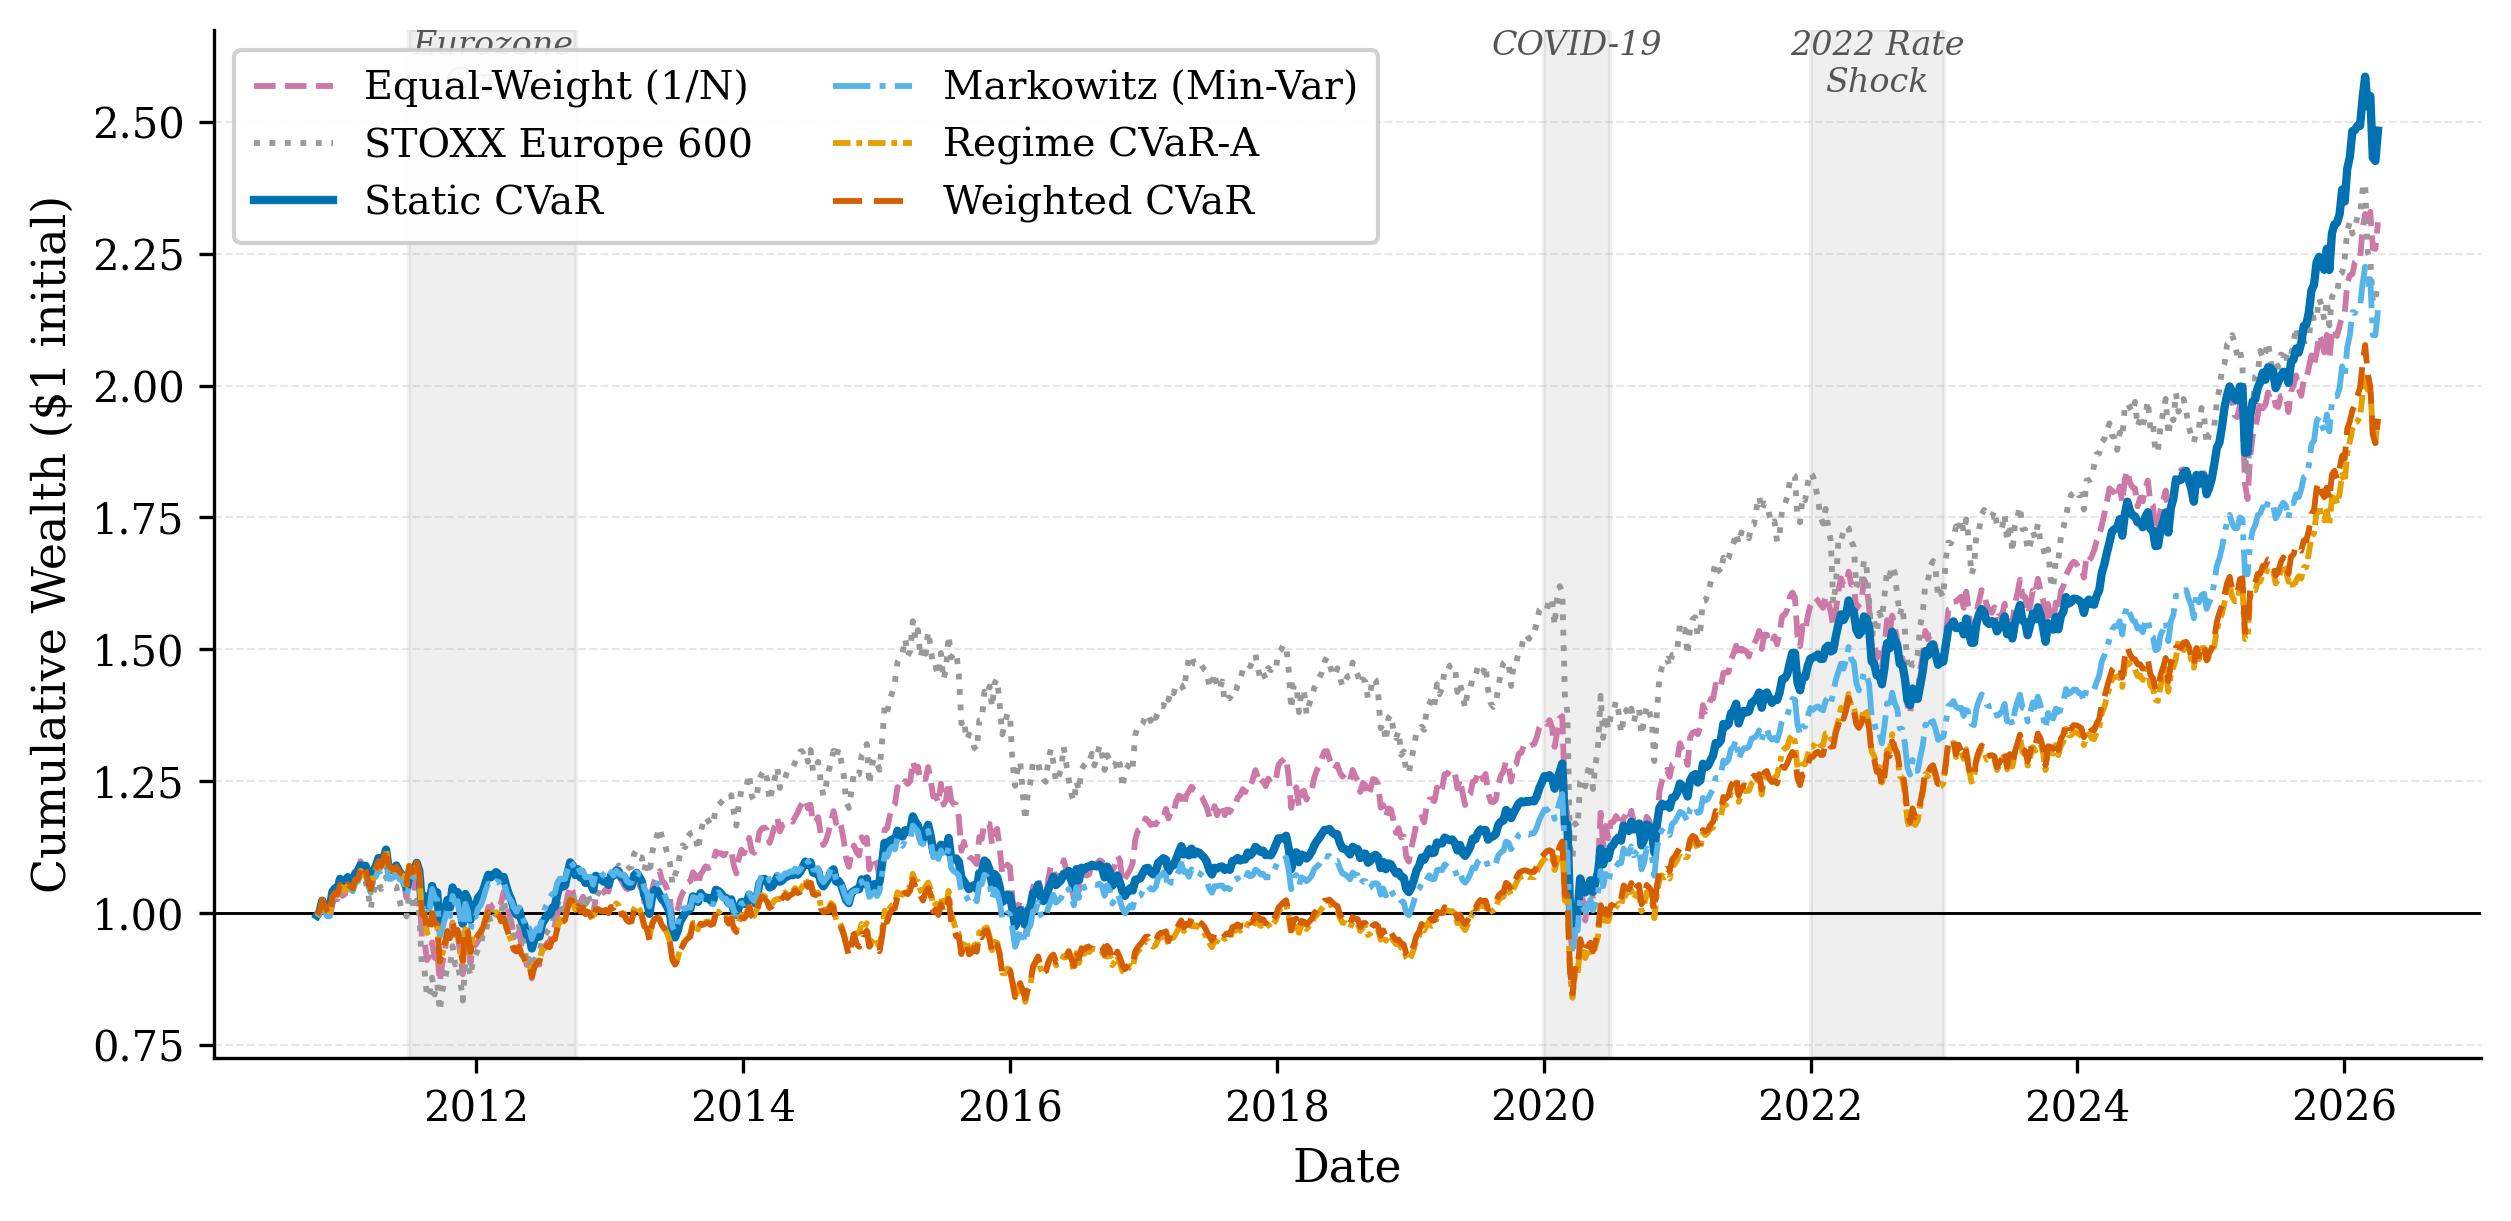 Eurozone
COVID-19
2022 Rate
Shock
Equal-Weight (1/N)
STOXX Europe 600
Static CVaR
Markowitz (Min-Var)
Regime CVaR-A
Weighted CVaR
Cumulative Wealth ($1 initial)
2.50
2.25
2.00
1.75
1.50
1.25
1.00
0.75
2012
2014
2016
2018
2020
2022
2024
2026
Date